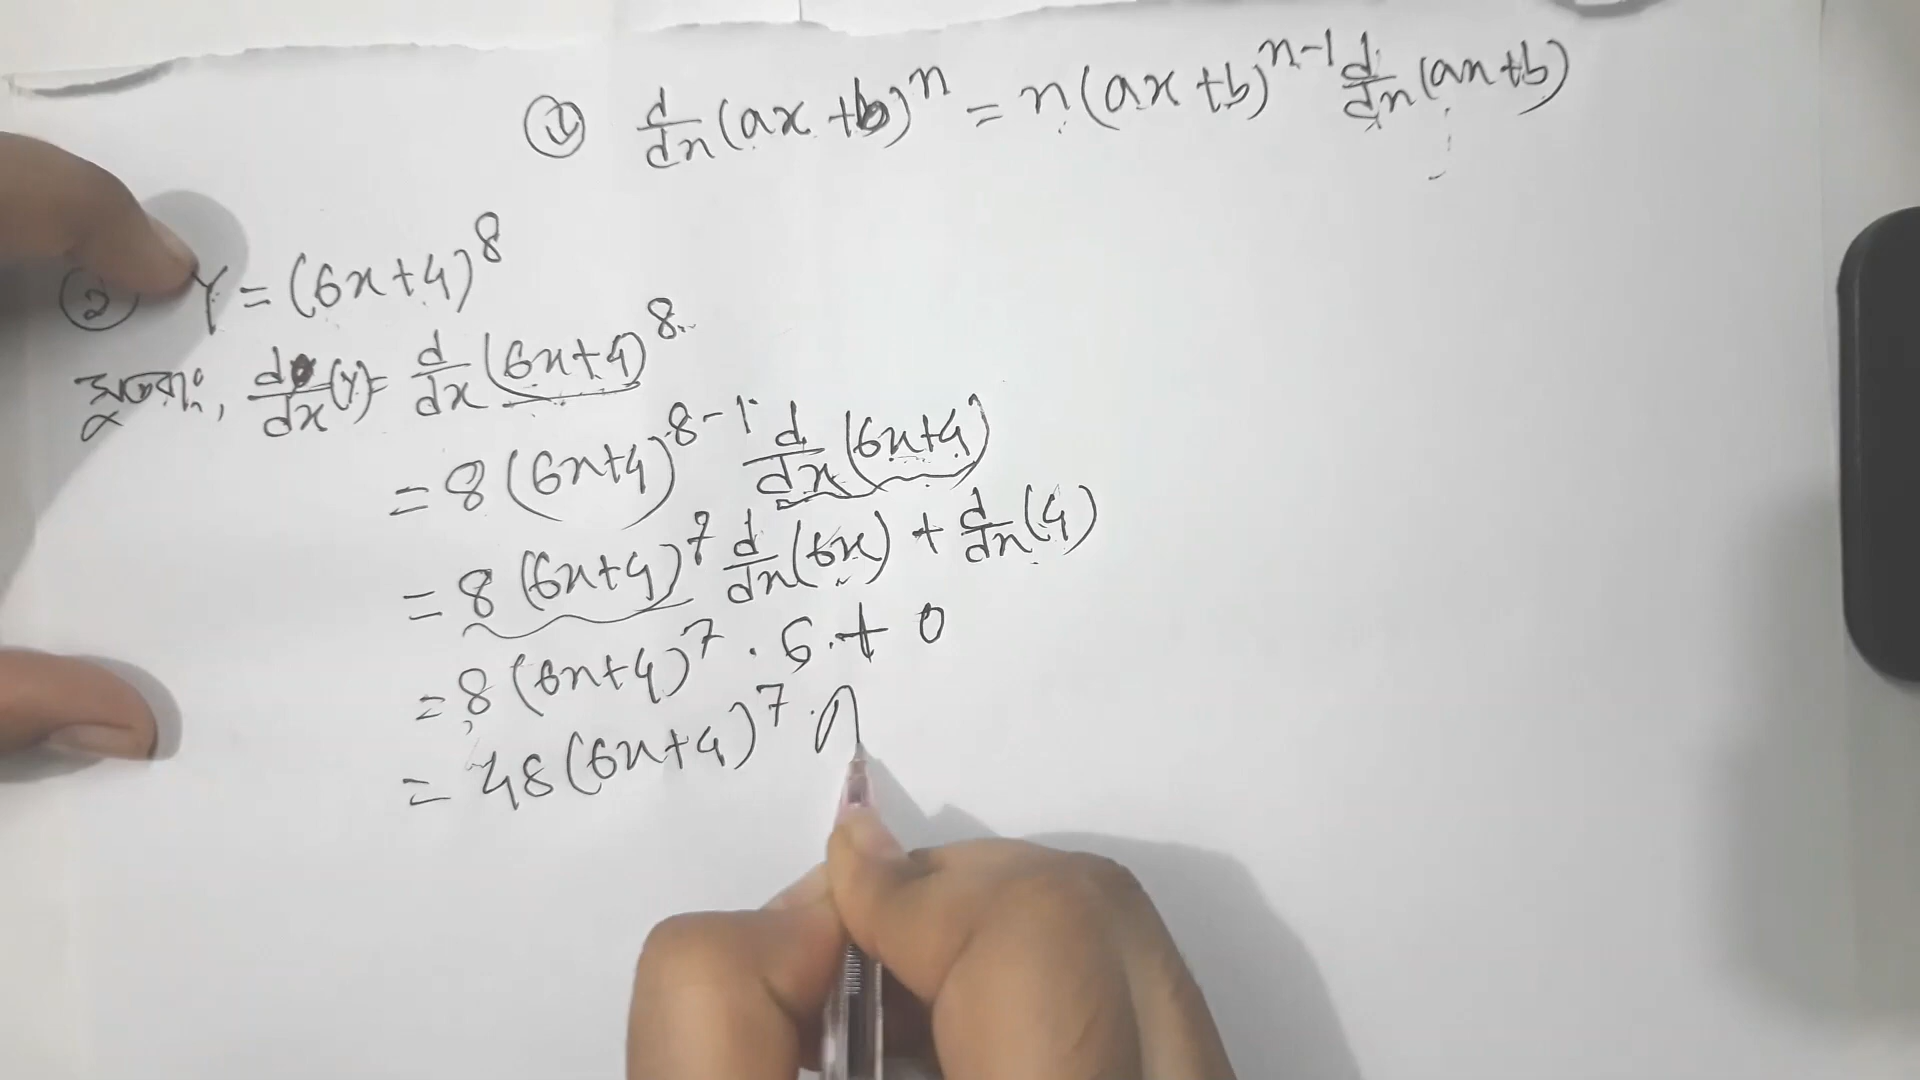 ① d/dx (ax+b)^n = n(ax+b)^{n-1} d/dx (ax+b)
② Y = (6x+4)^8
সুতরাং, d/dx (Y) = d/dx (6x+4)^8
= 8(6x+4)^{8-1} d/dx (6x+4)
= 8(6x+4)^7 d/dx (6x) + d/dx (4)
= 8(6x+4)^7 · 6 + 0
= 48(6x+4)^7